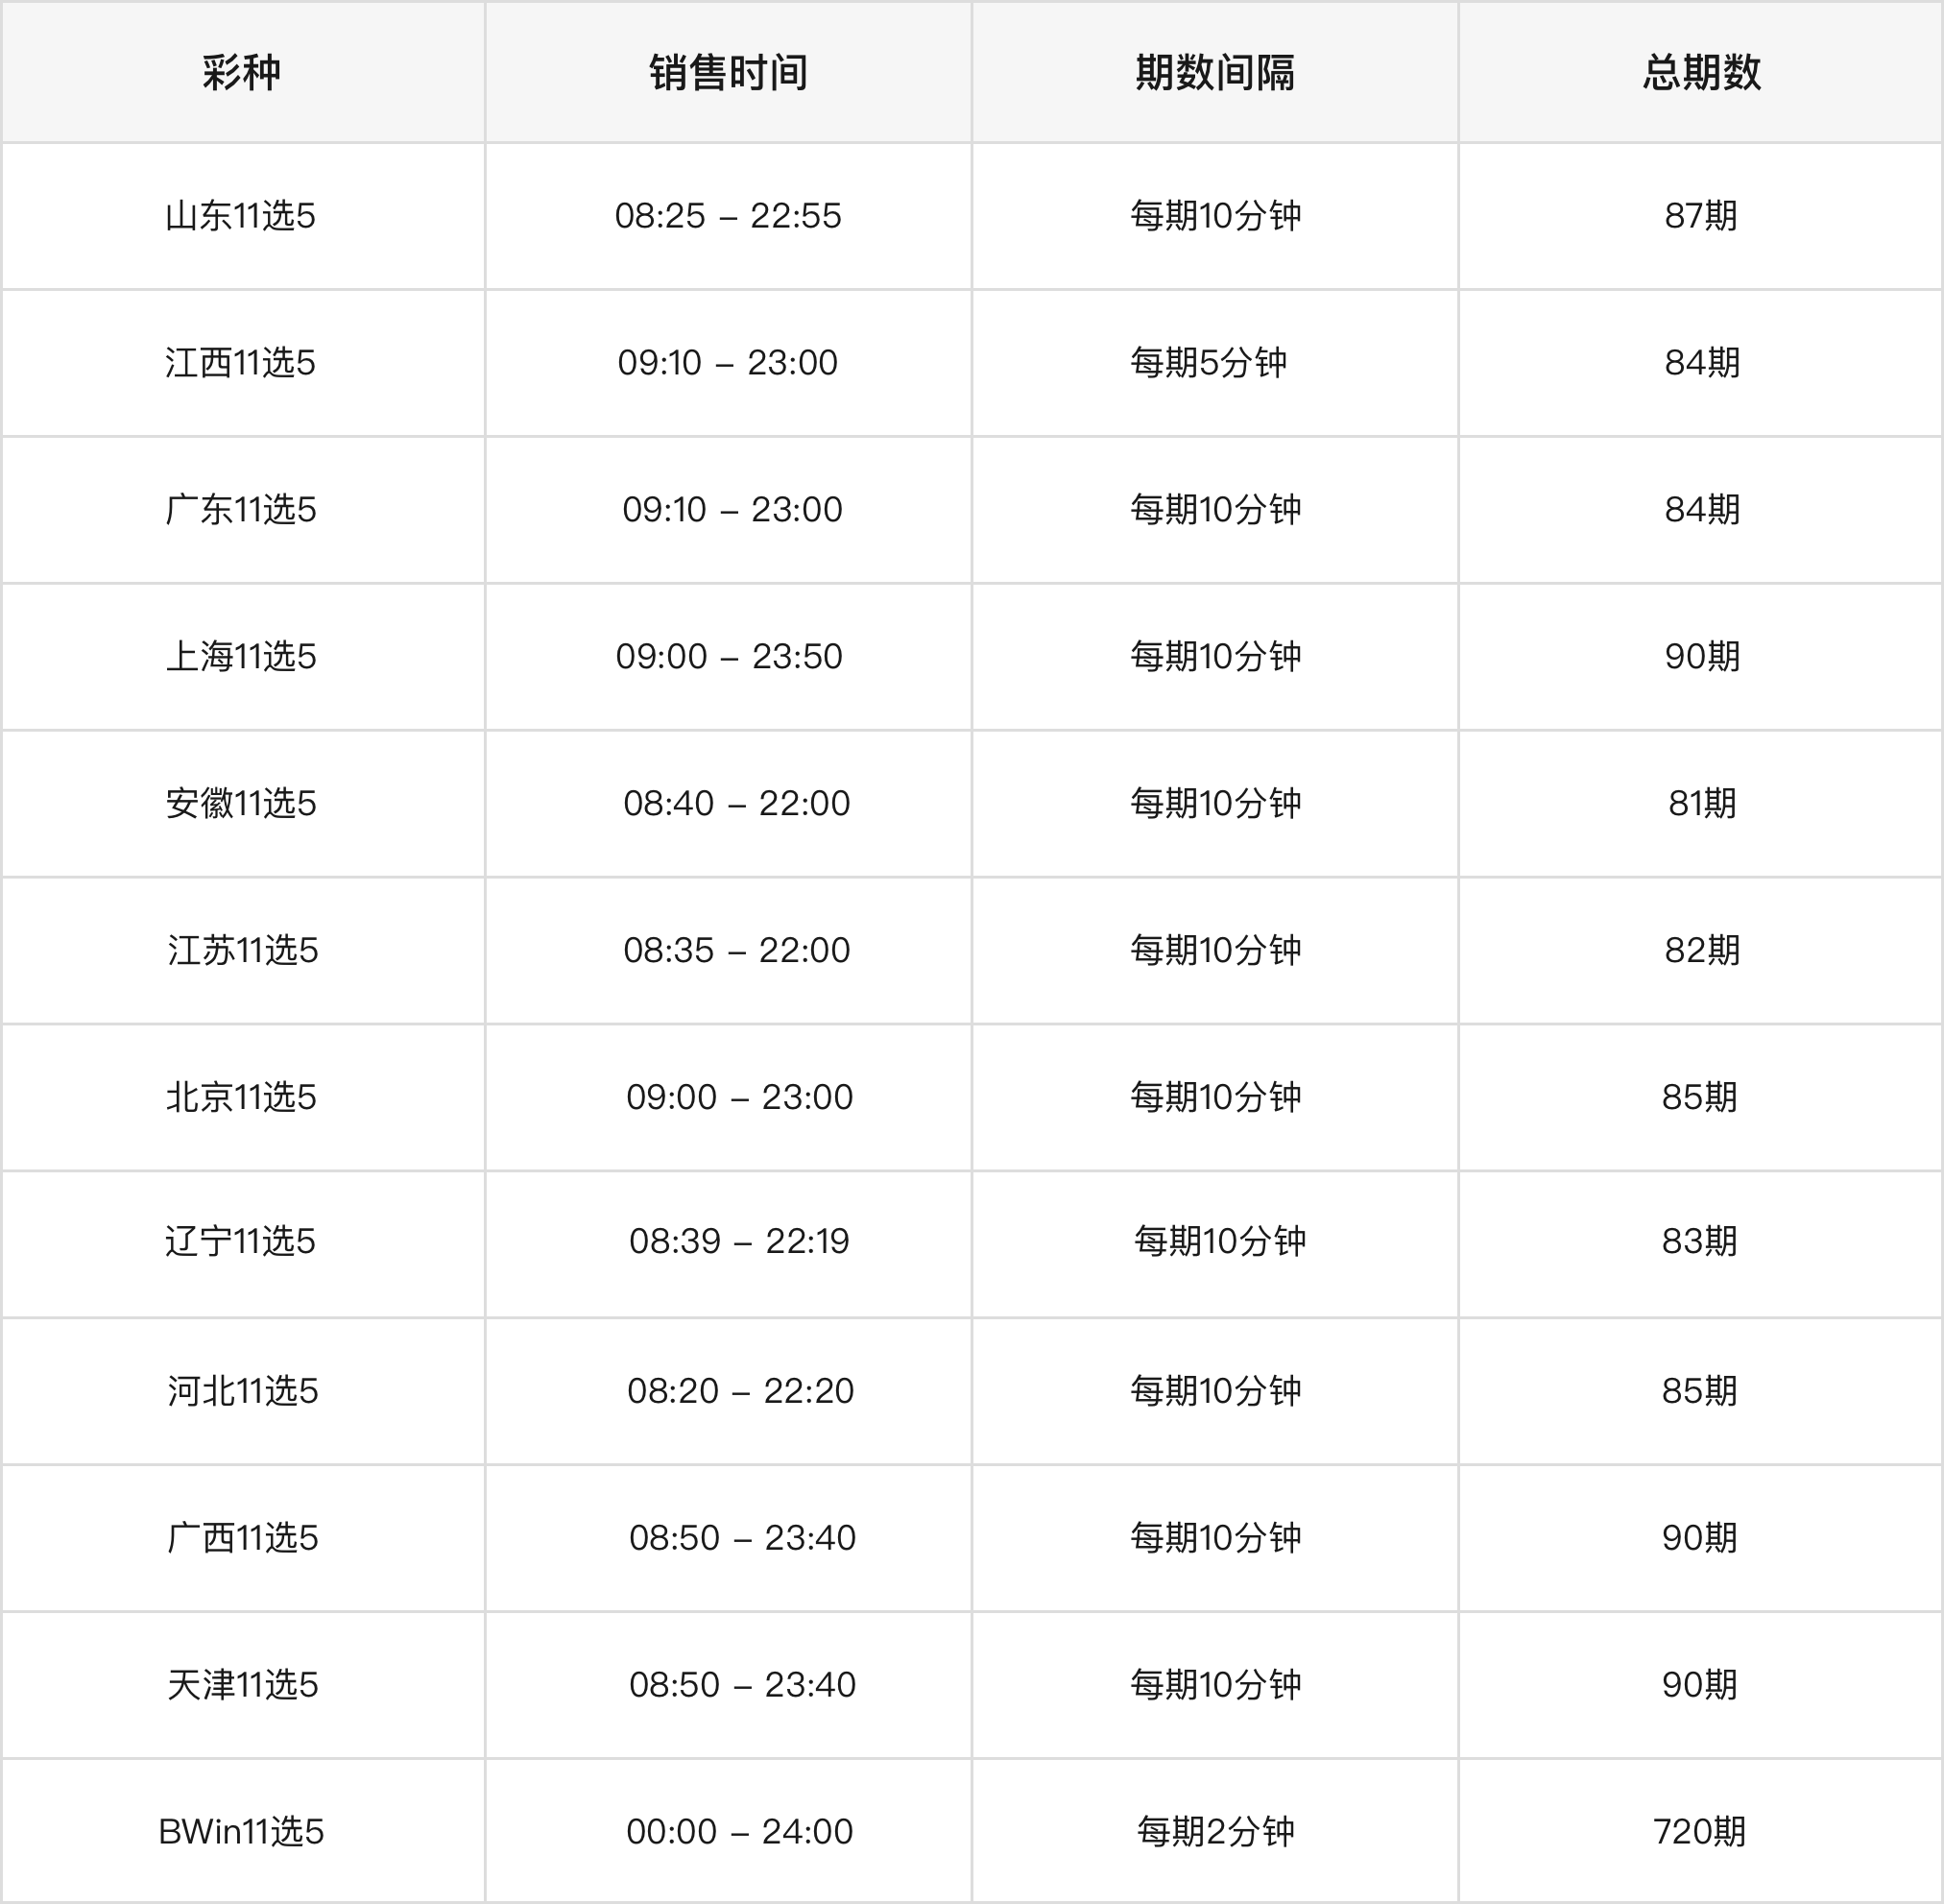 彩种 销售时间 期数间隔 总期数
山东11选5 08:25 – 22:55 每期10分钟 87期
江西11选5 09:10 – 23:00 每期5分钟 84期
广东11选5 09:10 – 23:00 每期10分钟 84期
上海11选5 09:00 – 23:50 每期10分钟 90期
安徽11选5 08:40 – 22:00 每期10分钟 81期
江苏11选5 08:35 – 22:00 每期10分钟 82期
北京11选5 09:00 – 23:00 每期10分钟 85期
辽宁11选5 08:39 – 22:19 每期10分钟 83期
河北11选5 08:20 – 22:20 每期10分钟 85期
广西11选5 08:50 – 23:40 每期10分钟 90期
天津11选5 08:50 – 23:40 每期10分钟 90期
BWin11选5 00:00 – 24:00 每期2分钟 720期